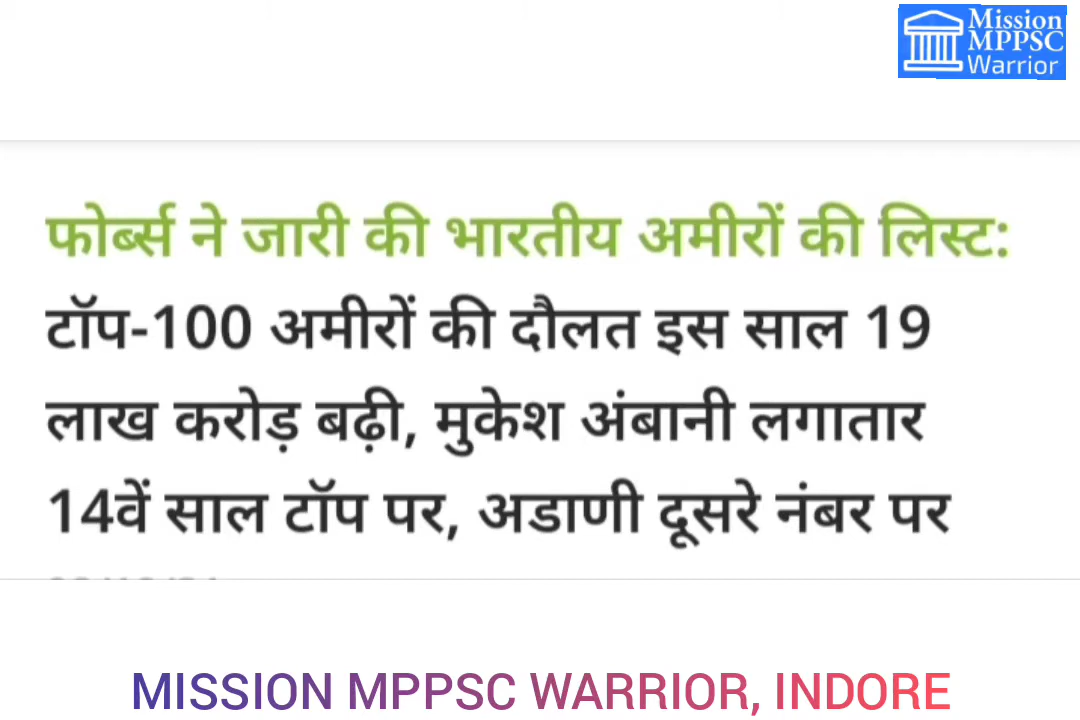 Mission
MPPSC
Warrior
फोर्ब्स ने जारी की भारतीय अमीरों की लिस्ट:
टॉप-100 अमीरों की दौलत इस साल 19
लाख करोड़ बढ़ी, मुकेश अंबानी लगातार
14वें साल टॉप पर, अडाणी दूसरे नंबर पर
MISSION MPPSC WARRIOR, INDORE